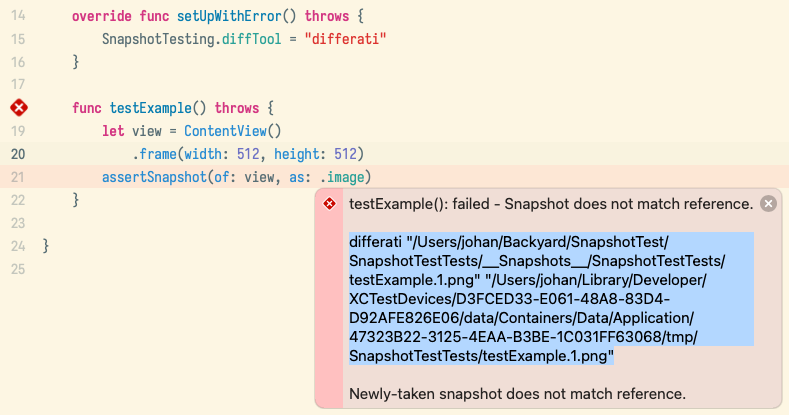 14 override func setUpWithError() throws {
15 SnapshotTesting.diffTool = "differati"
16 }
17
func testExample() throws {
19 let view = ContentView()
20 .frame(width: 512, height: 512)
21 assertSnapshot(of: view, as: .image)
22 }
23
24 }
25
testExample(): failed - Snapshot does not match reference.
differati "/Users/johan/Backyard/SnapshotTest/
SnapshotTestTests/__Snapshots__/SnapshotTestTests/
testExample.1.png" "/Users/johan/Library/Developer/
XCTestDevices/D3FCED33-E061-48A8-83D4-
D92AFE826E06/data/Containers/Data/Application/
47323B22-3125-4EAA-B3BE-1C031FF63068/tmp/
SnapshotTestTests/testExample.1.png"
Newly-taken snapshot does not match reference.